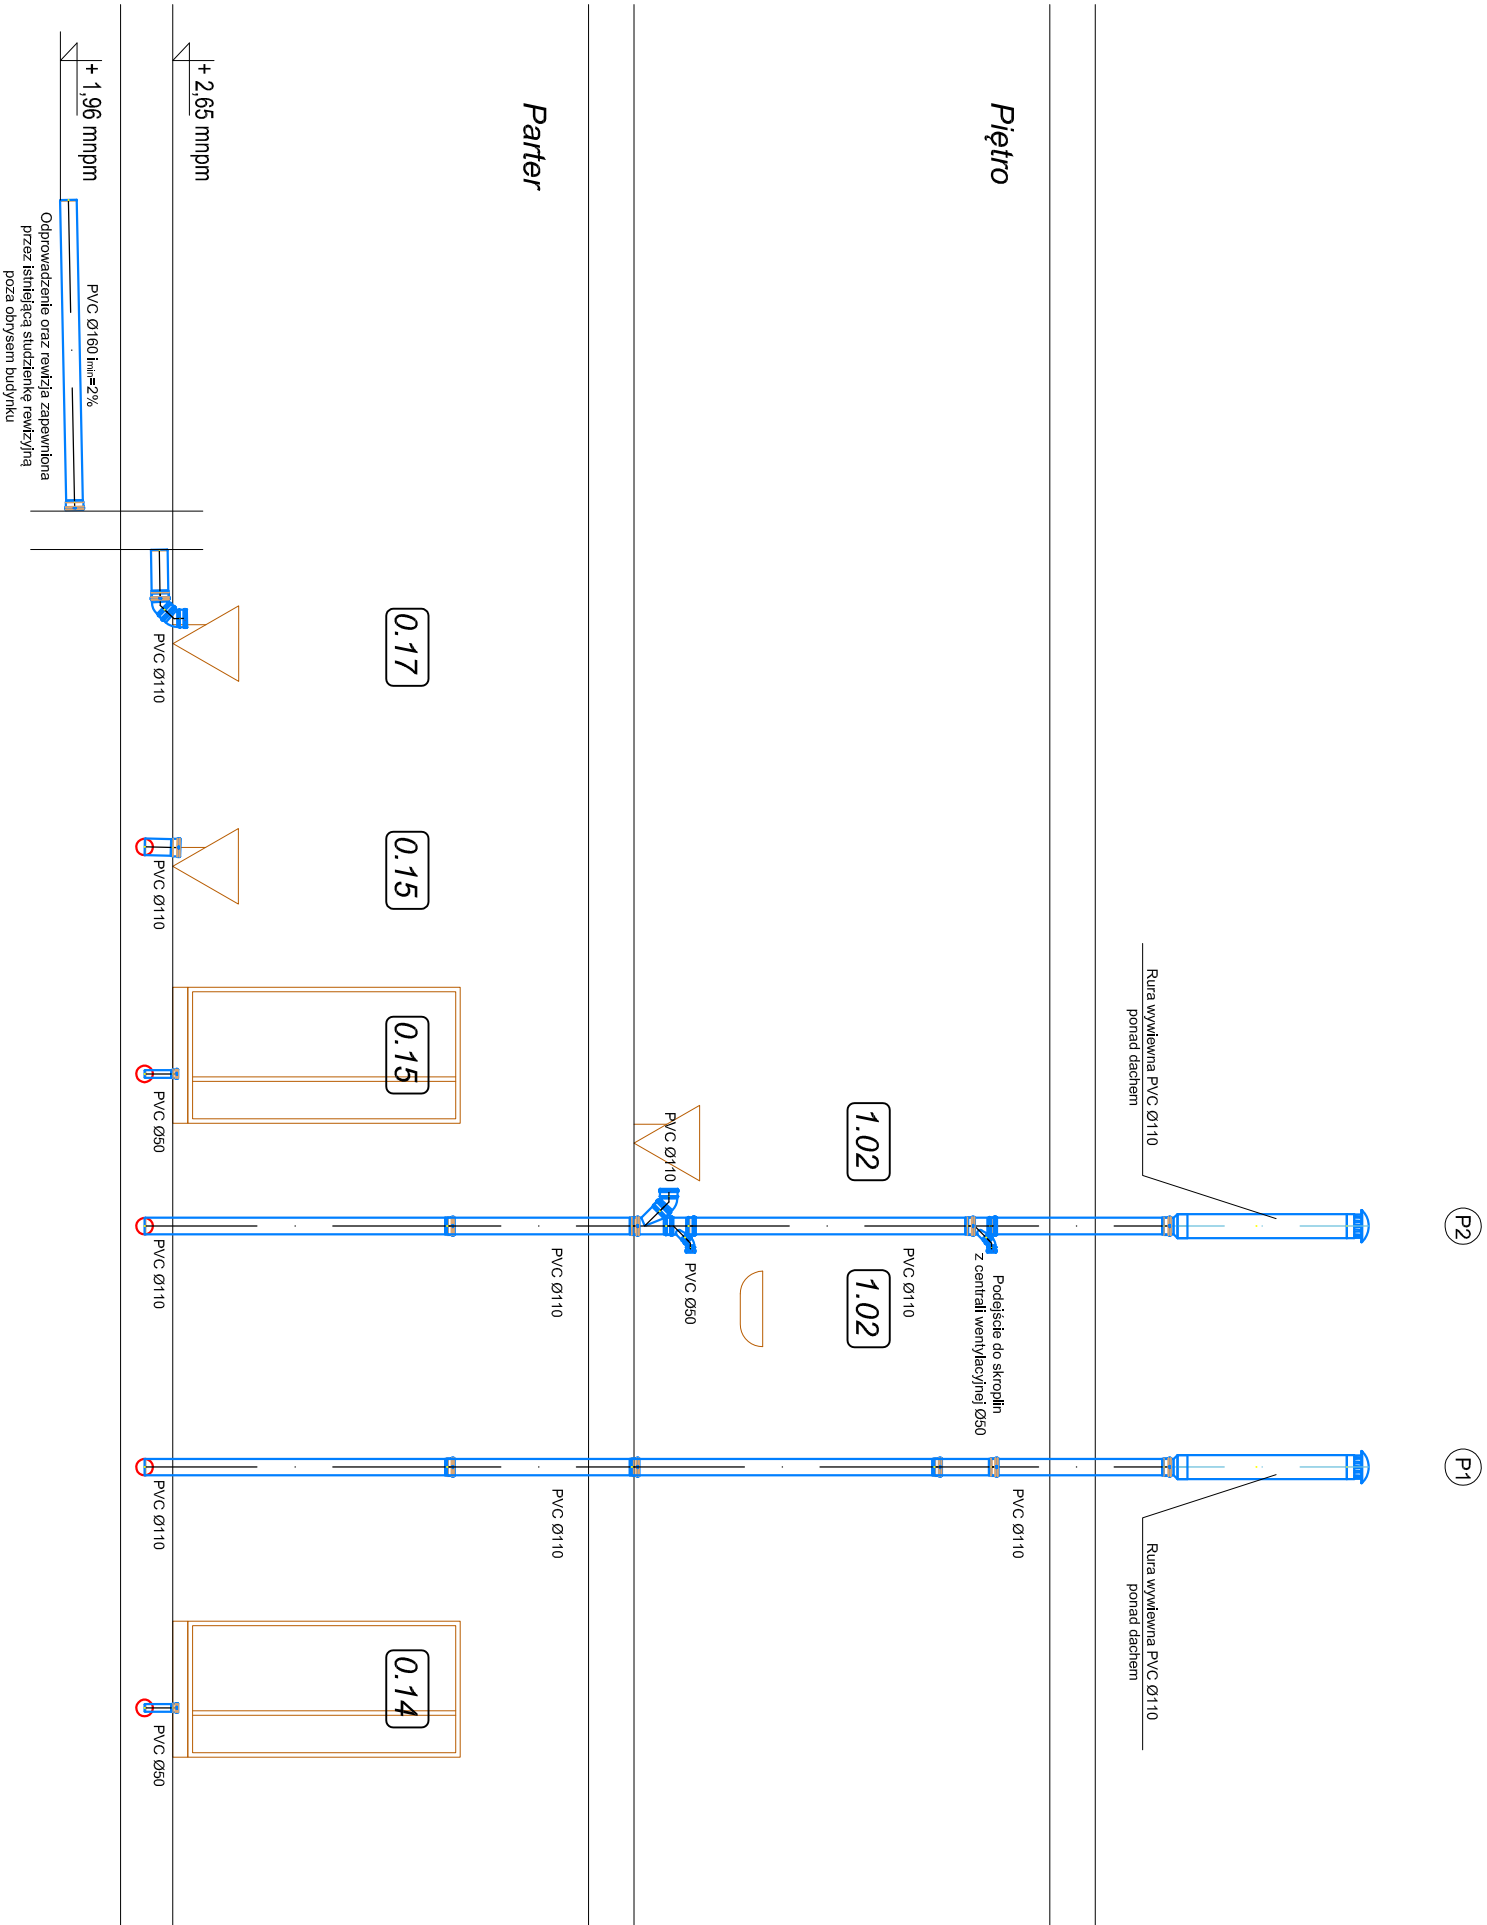 P2
P1
Rura wywiewna PVC Ø110
ponad dachem
Rura wywiewna PVC Ø110
ponad dachem
Piętro
Podejście do skroplin
z centrali wentylacyjnej Ø50
PVC Ø110
PVC Ø110
1.02
1.02
PVC Ø110
PVC Ø50
Parter
PVC Ø110
PVC Ø110
0.17
0.15
0.15
0.14
+ 2,65 mnpm
PVC Ø110
PVC Ø110
PVC Ø50
PVC Ø110
PVC Ø110
PVC Ø50
+ 1,96 mnpm
PVC Ø160 imin=2%
Odprowadzenie oraz rewizja zapewniona
przez istniejącą studzienkę rewizyjną
poza obrysem budynku